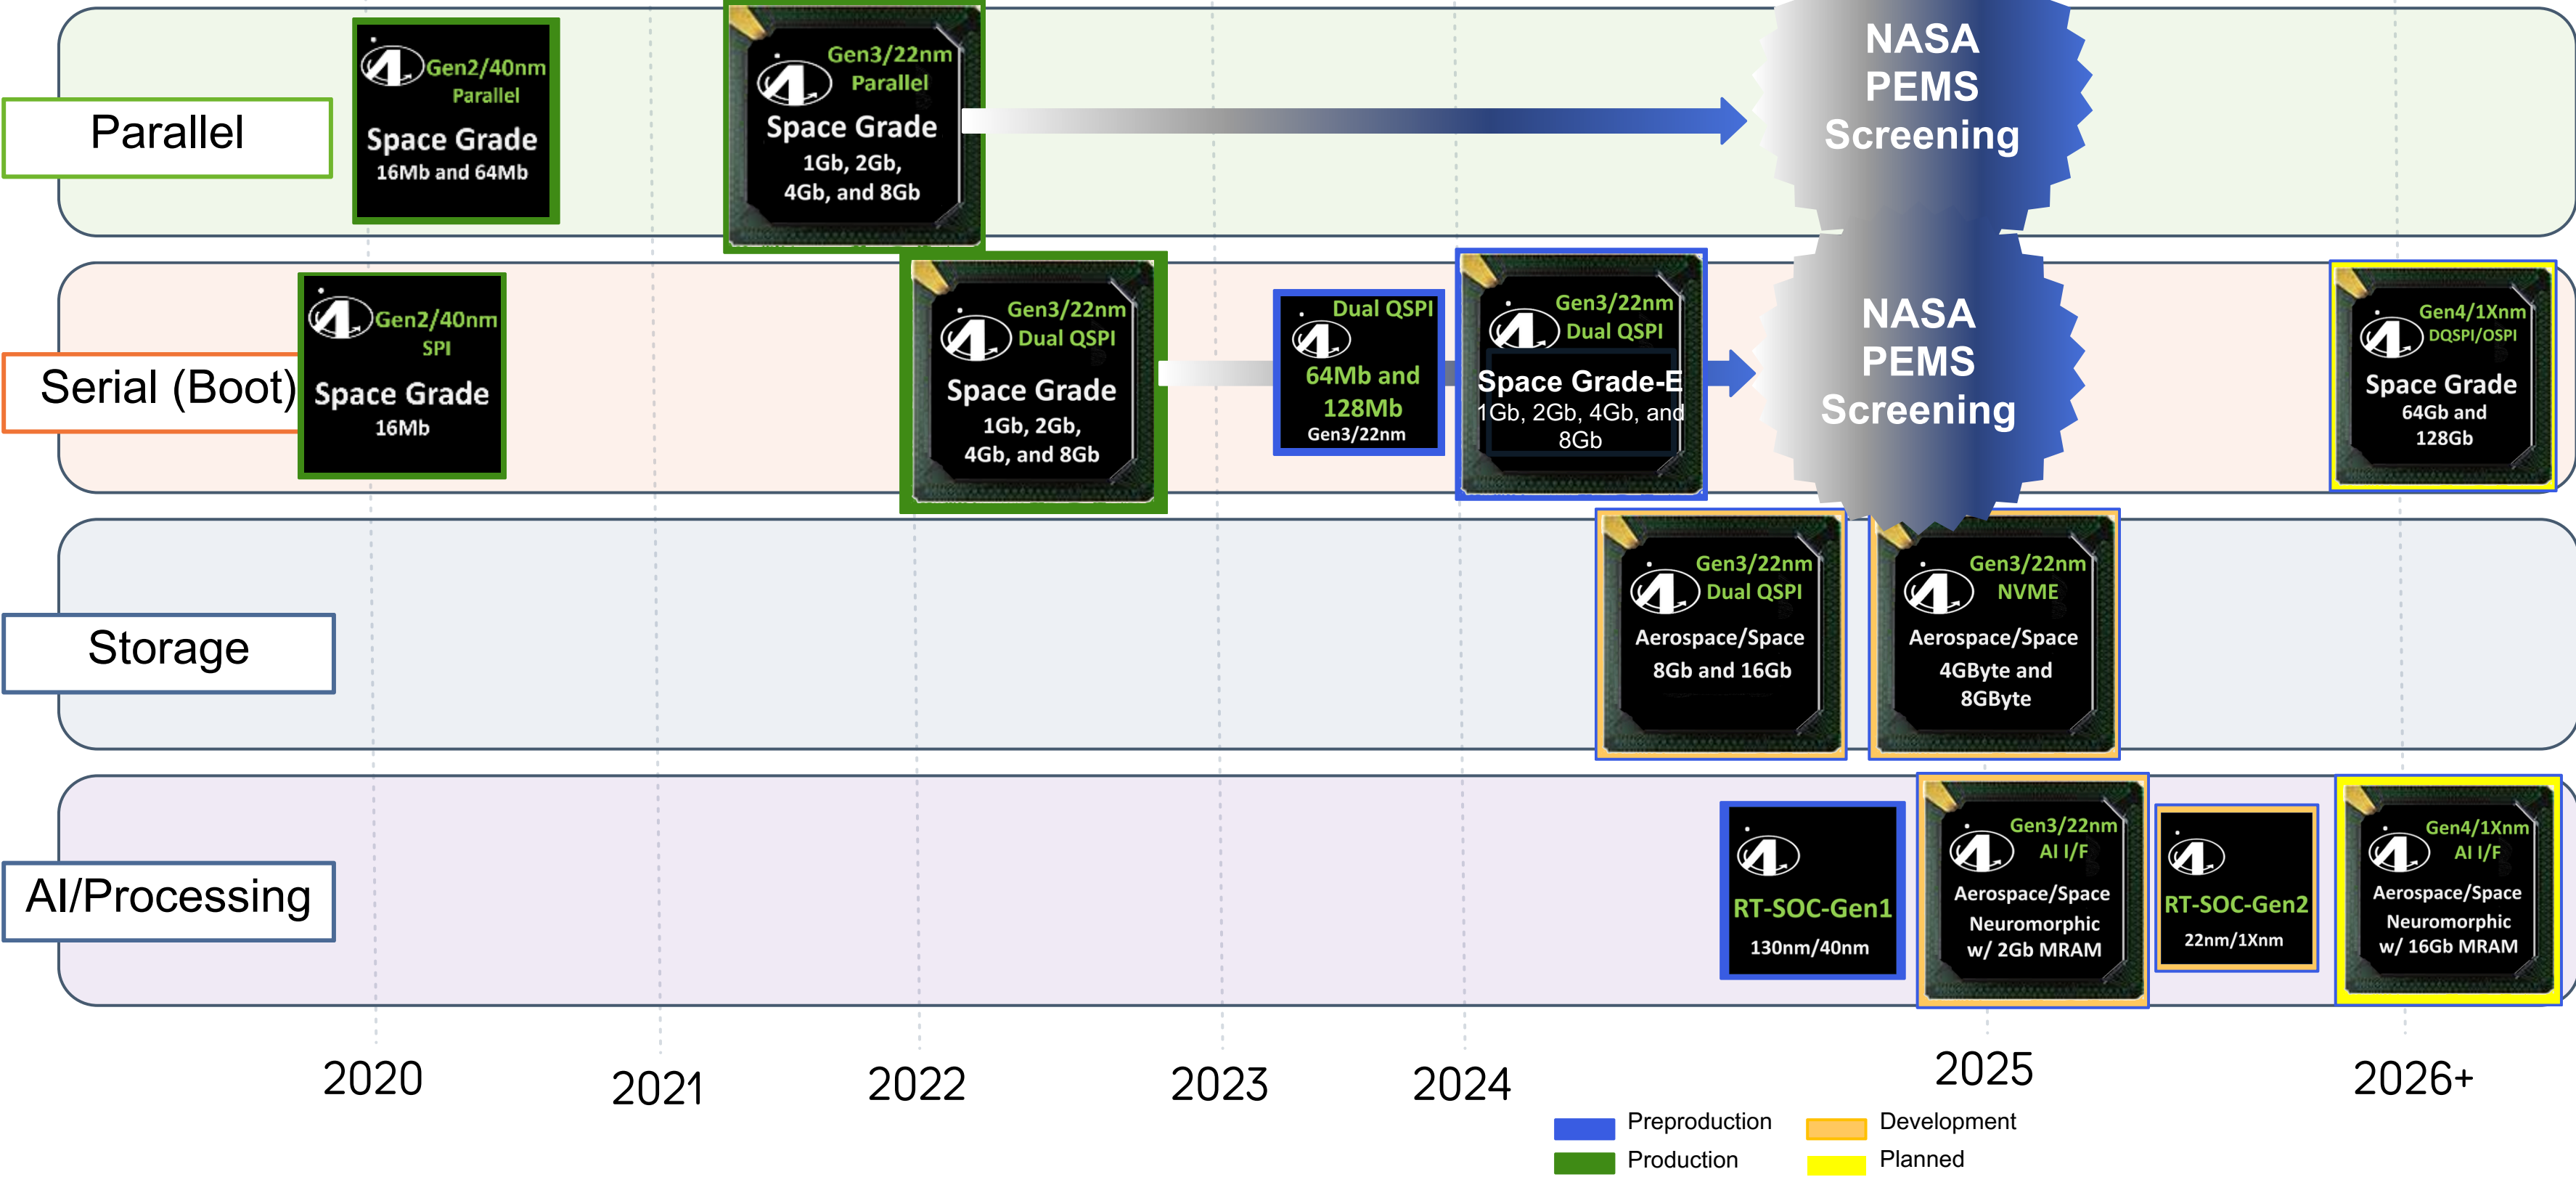 Parallel
Gen2/40nm
Parallel
Space Grade
16Mb and 64Mb
Gen3/22nm
Parallel
Space Grade
1Gb, 2Gb,
4Gb, and 8Gb
NASA
PEMS
Screening
Serial (Boot)
Gen2/40nm
SPI
Space Grade
16Mb
Gen3/22nm
Dual QSPI
Space Grade
1Gb, 2Gb,
4Gb, and 8Gb
Dual QSPI
64Mb and
128Mb
Gen3/22nm
Gen3/22nm
Dual QSPI
Space Grade-E
1Gb, 2Gb, 4Gb, and
8Gb
NASA
PEMS
Screening
Gen4/1Xnm
DQSPI/OSPI
Space Grade
64Gb and
128Gb
Storage
Gen3/22nm
Dual QSPI
Aerospace/Space
8Gb and 16Gb
Gen3/22nm
NVME
Aerospace/Space
4GByte and
8GByte
AI/Processing
RT-SOC-Gen1
130nm/40nm
Gen3/22nm
AI I/F
Aerospace/Space
Neuromorphic
w/ 2Gb MRAM
RT-SOC-Gen2
22nm/1Xnm
Gen4/1Xnm
AI I/F
Aerospace/Space
Neuromorphic
w/ 16Gb MRAM
2020
2021
2022
2023
2024
2025
2026+
Preproduction
Development
Production
Planned